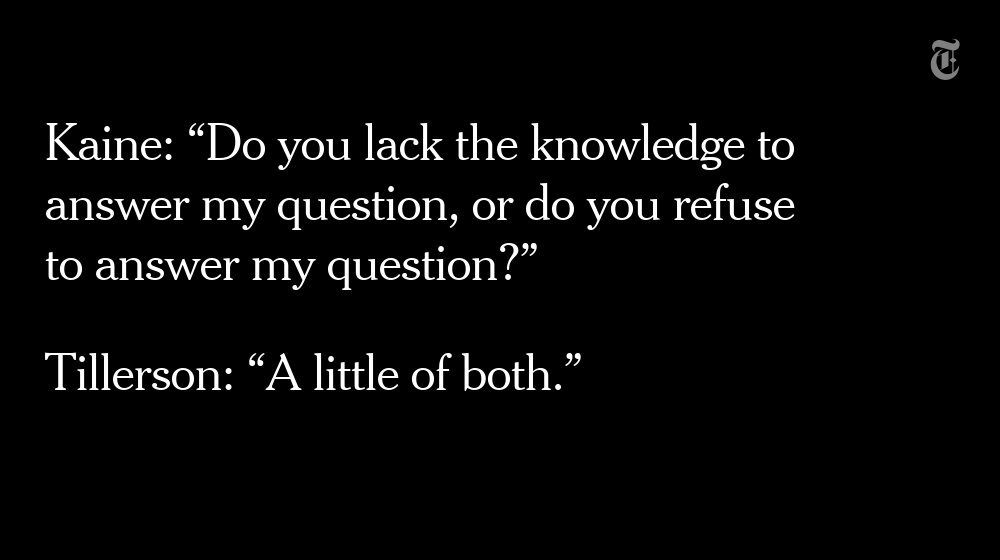 T
Kaine: “Do you lack the knowledge to
answer my question, or do you refuse
to answer my question?”
Tillerson: “A little of both.”